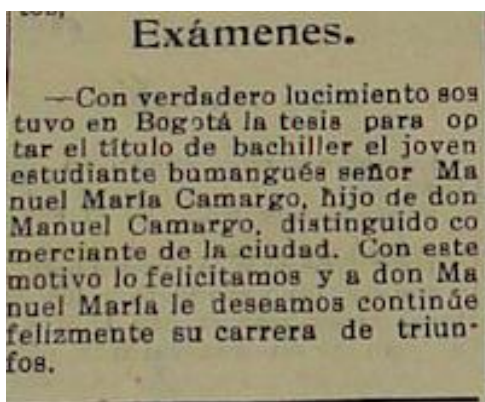 Exámenes.
—Con verdadero lucimiento sos
tuvo en Bogotá la tesis para op
tar el título de bachiller el joven
estudiante bumangués señor Ma
nuel María Camargo, hijo de don
Manuel Camargo, distinguido co
merciante de la ciudad. Con este
motivo lo felicitamos y a don Ma
nuel María le deseamos continúe
felizmente su carrera de triun-
fos.